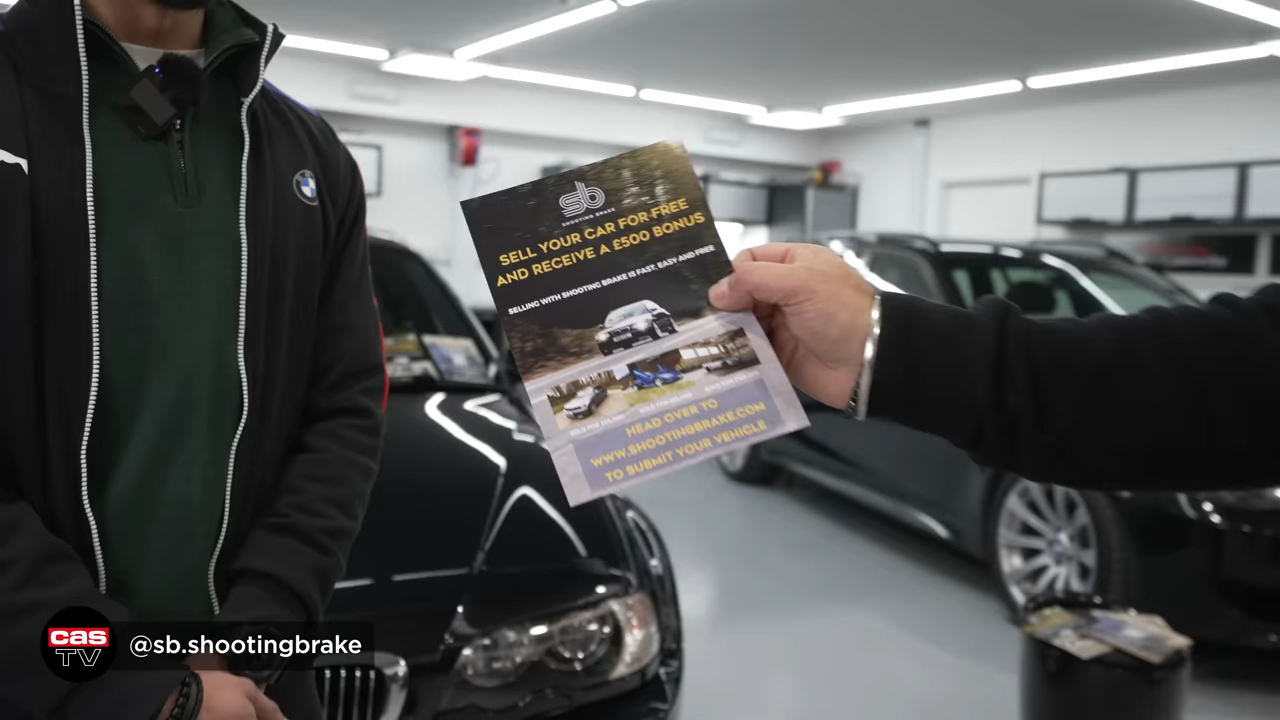 sb
SHOOTING BRAKE
SELL YOUR CAR FOR FREE
AND RECEIVE A £500 BONUS
SELLING WITH SHOOTING BRAKE IS FAST, EASY AND FREE
HEAD OVER TO
WWW.SHOOTINGBRAKE.COM
TO SUBMIT YOUR VEHICLE
cas
TV
@sb.shootingbrake